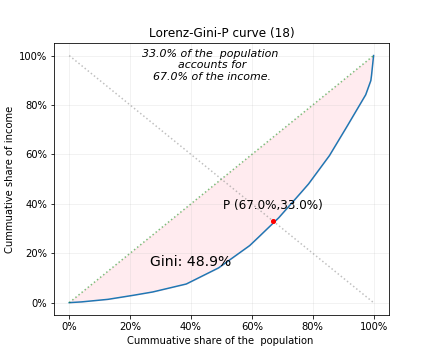 Lorenz-Gini-P curve (18)
33.0% of the  population
accounts for
67.0% of the income.
100%
80%
60%
40%
20%
0%
Cummuative share of income
P (67.0%,33.0%)
Gini: 48.9%
0%
20%
40%
60%
80%
100%
Cummuative share of the  population